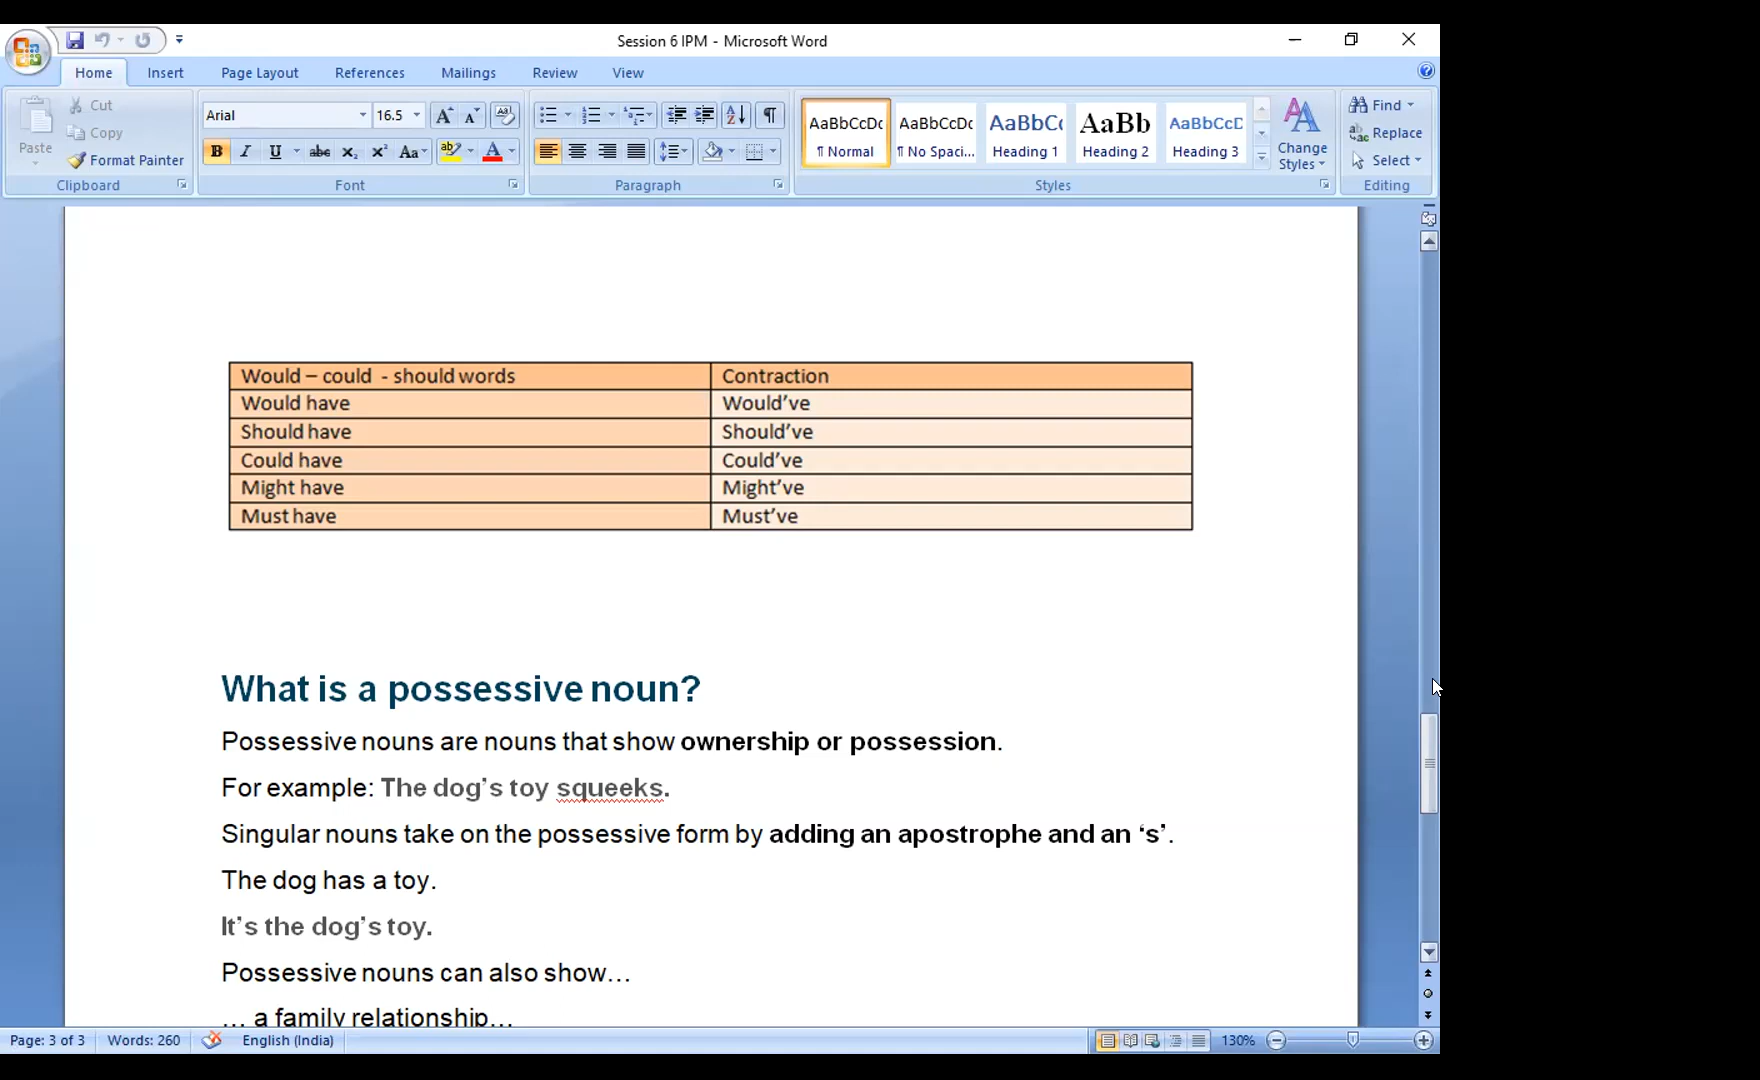 Session 6 IPM - Microsoft Word
Home Insert Page Layout References Mailings Review View
Paste
Cut
Copy
Format Painter
Clipboard
Arial 16.5
B I U abc x₂ x² Aa
Font
Paragraph
AaBbCcDc AaBbCcDc AaBbCc AaBb AaBbCcD
¶ Normal ¶ No Spaci... Heading 1 Heading 2 Heading 3
Change Styles
Styles
Find
Replace
Select
Editing
Would – could - should words Contraction
Would have Would’ve
Should have Should’ve
Could have Could’ve
Might have Might’ve
Must have Must’ve
What is a possessive noun?
Possessive nouns are nouns that show ownership or possession.
For example: The dog’s toy squeeks.
Singular nouns take on the possessive form by adding an apostrophe and an ‘s’.
The dog has a toy.
It’s the dog’s toy.
Possessive nouns can also show…
… a family relationship…
Page: 3 of 3 Words: 260 English (India) 130%